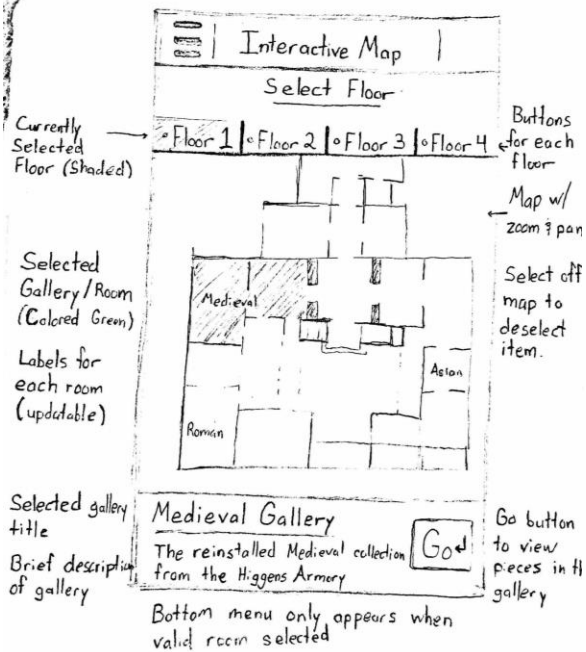 Interactive Map
Select Floor
Currently
Selected
Floor (Shaded)
Floor 1
Floor 2
Floor 3
Floor 4
Buttons
for each
floor
Map w/
zoom & pan
Selected
Gallery/Room
(Colored Green)
Select off
map to
deselect
item.
Labels for
each room
(updatable)
Medieval
Asian
Roman
Selected gallery
title
Brief description
of gallery
Medieval Gallery
The reinstalled Medieval collection
from the Higgens Armory
Go
Go button
to view
pieces in th
gallery
Bottom menu only appears when
valid room selected